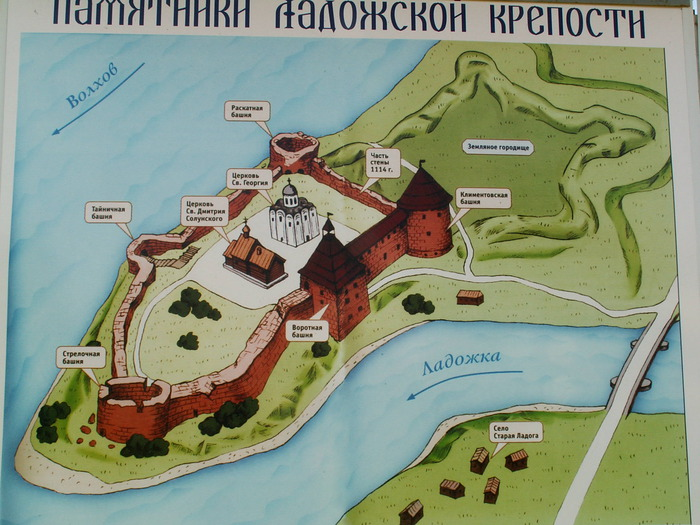 ПАМЯТНИКИ ЛАДОЖСКОЙ КРЕПОСТИ
Волхов
Раскатная
башня
Земляное городище
Часть
стены
1114 г.
Церковь
Св. Георгия
Климентовская
башня
Церковь
Св. Дмитрия
Солунского
Тайничная
башня
Воротная
башня
Стрелочная
башня
Ладожка
Село
Старая Ладога